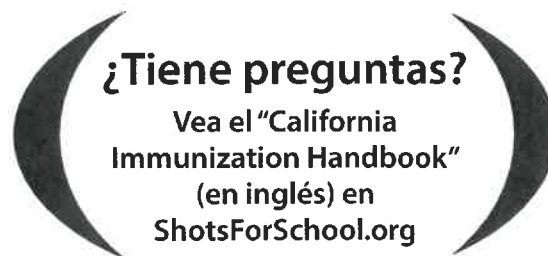 ¿Tiene preguntas?
Vea el "California
Immunization Handbook"
(en inglés) en
ShotsForSchool.org